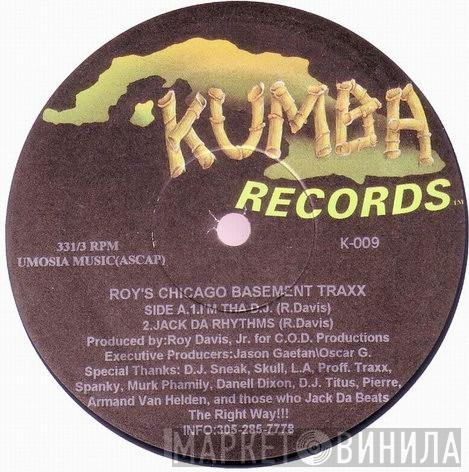 KUMBA
RECORDS TM
331/3 RPM
UMOSIA MUSIC(ASCAP)
K-009
ROY'S CHICAGO BASEMENT TRAXX
SIDE A.1.I'M THA D.J. (R.Davis)
2.JACK DA RHYTHMS (R.Davis)
Produced by:Roy Davis, Jr. for C.O.D. Productions
Executive Producers:Jason Gaetan\Oscar G.
Special Thanks: D.J. Sneak, Skull, L.A, Proff. Traxx,
Spanky, Murk Phamily, Danell Dixon, D.J. Titus, Pierre,
Armand Van Helden, and those who Jack Da Beats
The Right Way!!!
INFO:305-285-7778
МАРКЕТ ВИНИЛА